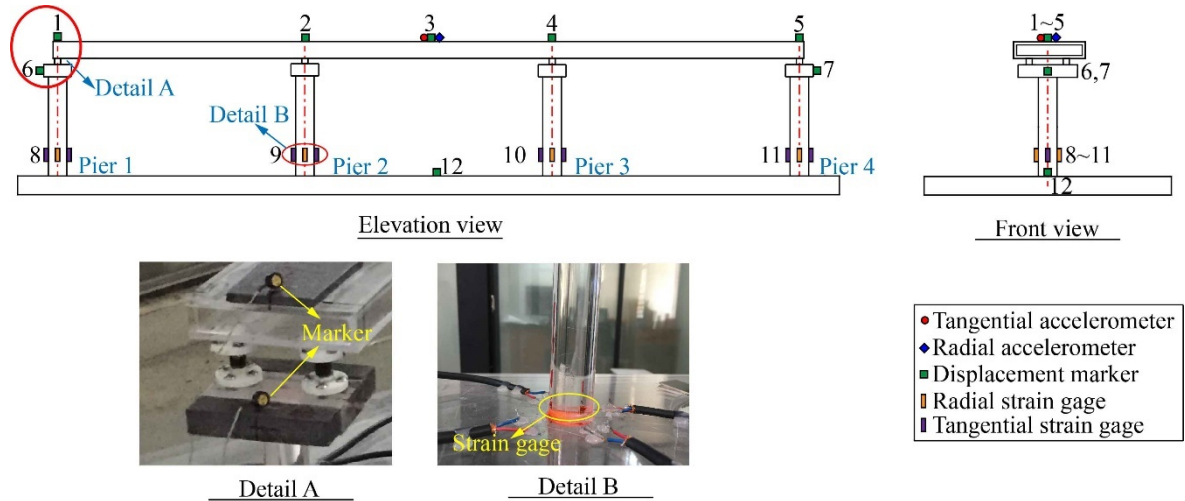 1 2 3 4 5
6 7
Detail A
Detail B
8 Pier 1 9 Pier 2 12 10 Pier 3 11 Pier 4
Elevation view
1~5
6,7
8~11
12
Front view
Marker
Detail A
Strain gage
Detail B
Tangential accelerometer
Radial accelerometer
Displacement marker
Radial strain gage
Tangential strain gage